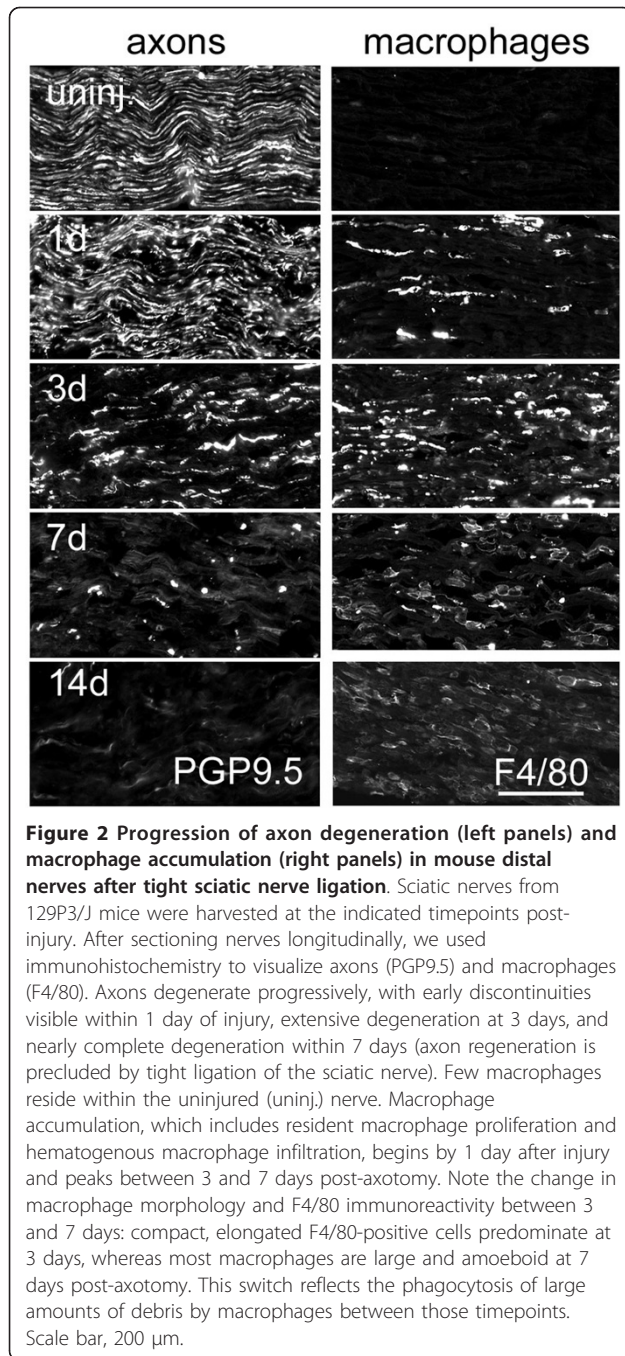 axons macrophages
uninj.
1d
3d
7d
14d
PGP9.5 F4/80
Figure 2 Progression of axon degeneration (left panels) and
macrophage accumulation (right panels) in mouse distal
nerves after tight sciatic nerve ligation. Sciatic nerves from
129P3/J mice were harvested at the indicated timepoints post-
injury. After sectioning nerves longitudinally, we used
immunohistochemistry to visualize axons (PGP9.5) and macrophages
(F4/80). Axons degenerate progressively, with early discontinuities
visible within 1 day of injury, extensive degeneration at 3 days, and
nearly complete degeneration within 7 days (axon regeneration is
precluded by tight ligation of the sciatic nerve). Few macrophages
reside within the uninjured (uninj.) nerve. Macrophage
accumulation, which includes resident macrophage proliferation and
hematogenous macrophage infiltration, begins by 1 day after injury
and peaks between 3 and 7 days post-axotomy. Note the change in
macrophage morphology and F4/80 immunoreactivity between 3
and 7 days: compact, elongated F4/80-positive cells predominate at
3 days, whereas most macrophages are large and amoeboid at 7
days post-axotomy. This switch reflects the phagocytosis of large
amounts of debris by macrophages between those timepoints.
Scale bar, 200 μm.